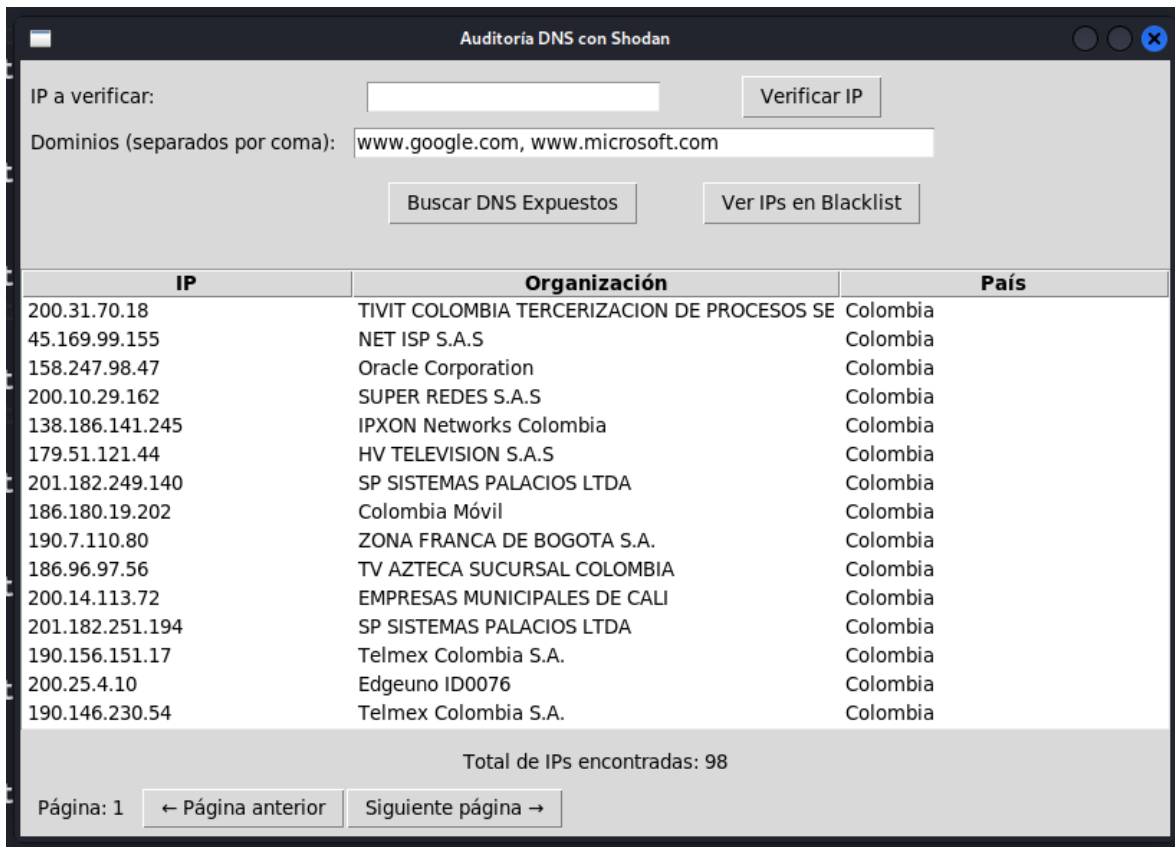 Auditoría DNS con Shodan
IP a verificar: Verificar IP
Dominios (separados por coma): www.google.com, www.microsoft.com
Buscar DNS Expuestos Ver IPs en Blacklist
IP Organización País
200.31.70.18 TIVIT COLOMBIA TERCERIZACION DE PROCESOS SE Colombia
45.169.99.155 NET ISP S.A.S Colombia
158.247.98.47 Oracle Corporation Colombia
200.10.29.162 SUPER REDES S.A.S Colombia
138.186.141.245 IPXON Networks Colombia Colombia
179.51.121.44 HV TELEVISION S.A.S Colombia
201.182.249.140 SP SISTEMAS PALACIOS LTDA Colombia
186.180.19.202 Colombia Móvil Colombia
190.7.110.80 ZONA FRANCA DE BOGOTA S.A. Colombia
186.96.97.56 TV AZTECA SUCURSAL COLOMBIA Colombia
200.14.113.72 EMPRESAS MUNICIPALES DE CALI Colombia
201.182.251.194 SP SISTEMAS PALACIOS LTDA Colombia
190.156.151.17 Telmex Colombia S.A. Colombia
200.25.4.10 Edgeuno ID0076 Colombia
190.146.230.54 Telmex Colombia S.A. Colombia
Total de IPs encontradas: 98
Página: 1 ← Página anterior Siguiente página →